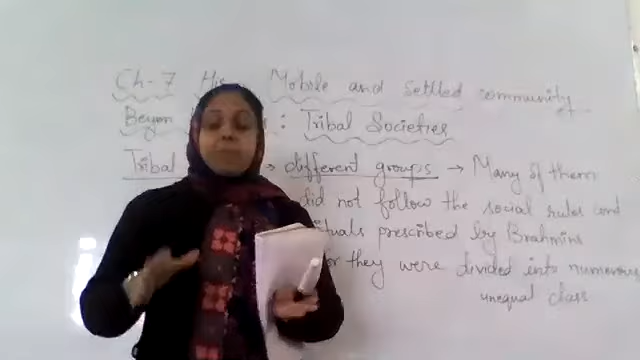 Ch-7 His Mobile and Settled community
Beyon : Tribal Societies
Tribal → different groups → Many of them
did not follow the social rules and
rituals prescribed by Brahmins
they were divided into numerous
unequal class